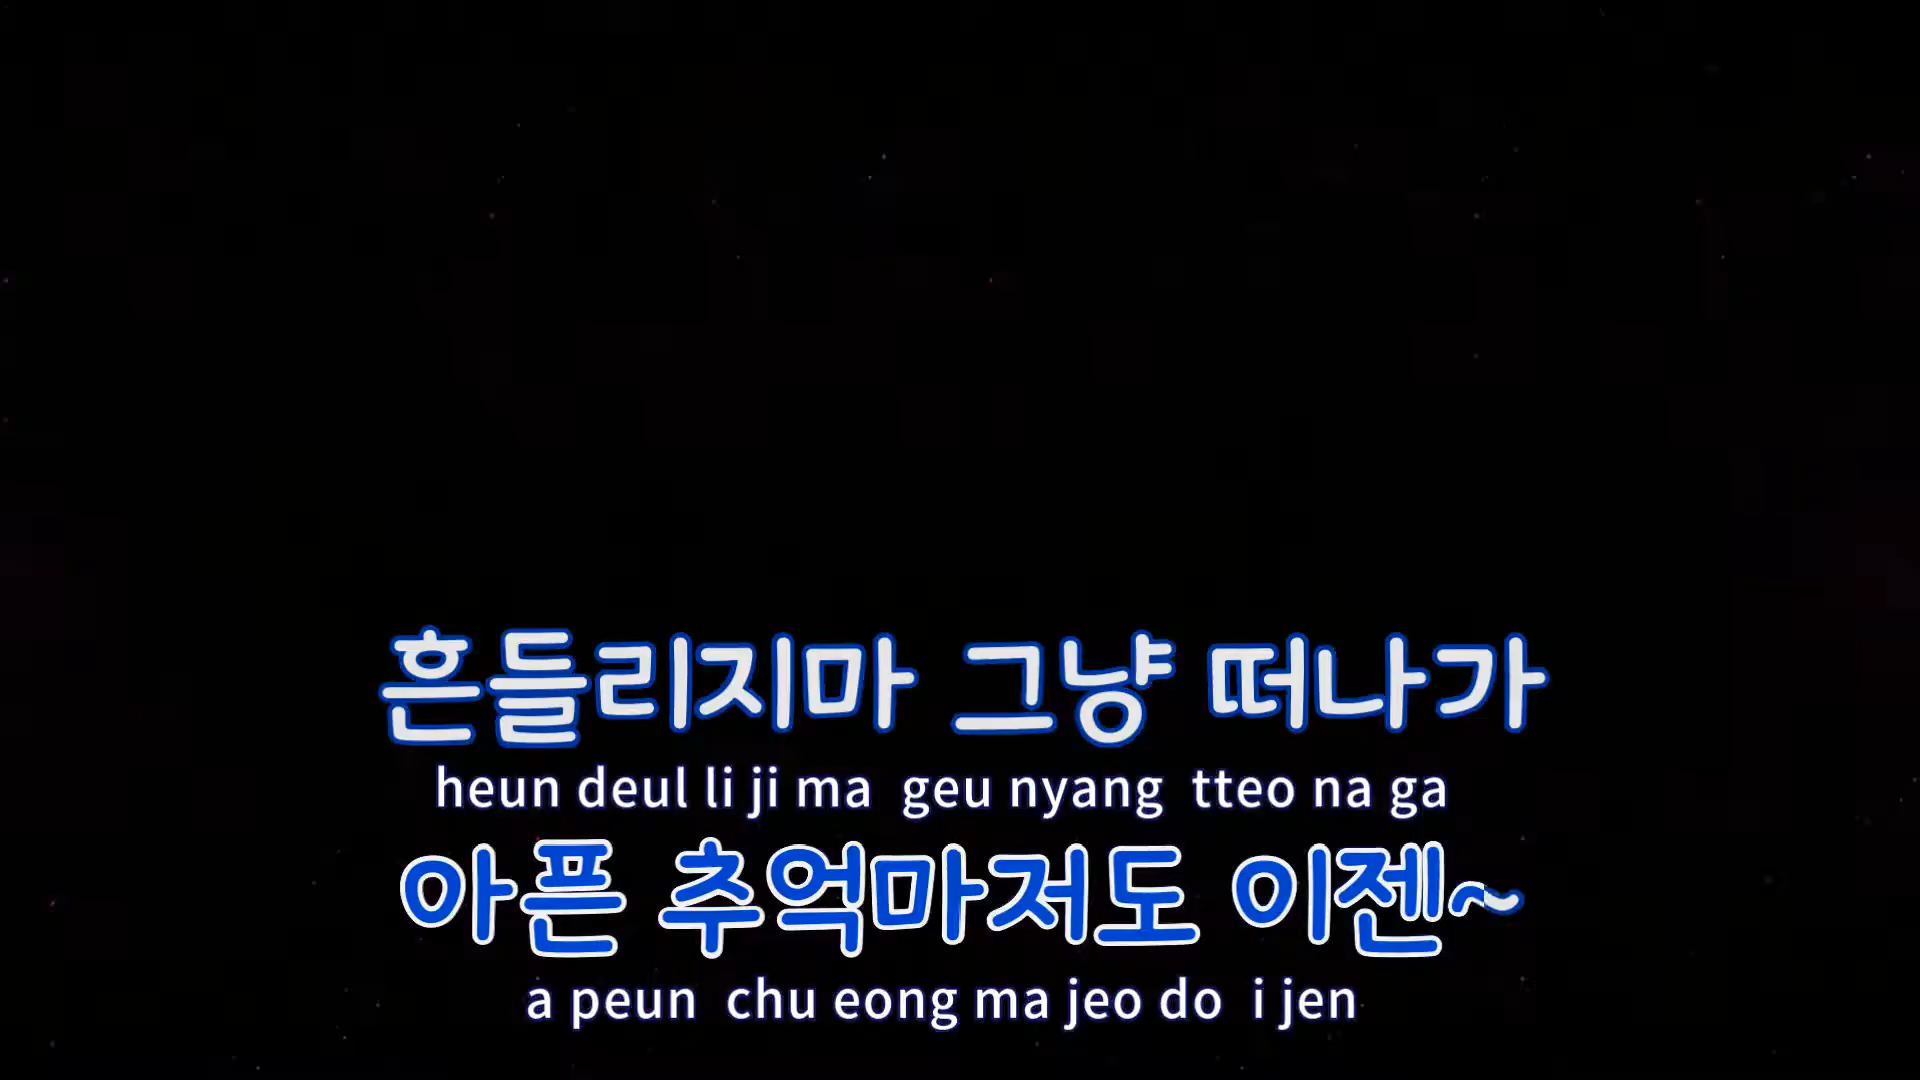 흔들리지마 그냥 떠나가
heun deul li ji ma geu nyang tteo na ga
아픈 추억마저도 이젠~
a peun chu eong ma jeo do i jen